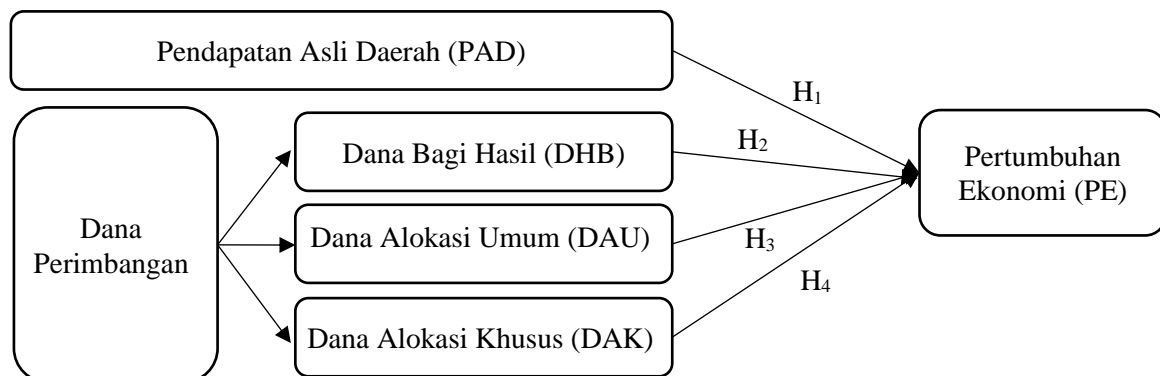 Pendapatan Asli Daerah (PAD)
H₁
Dana Bagi Hasil (DHB)
H₂
Pertumbuhan
Ekonomi (PE)
Dana
Perimbangan
Dana Alokasi Umum (DAU)
H₃
H₄
Dana Alokasi Khusus (DAK)